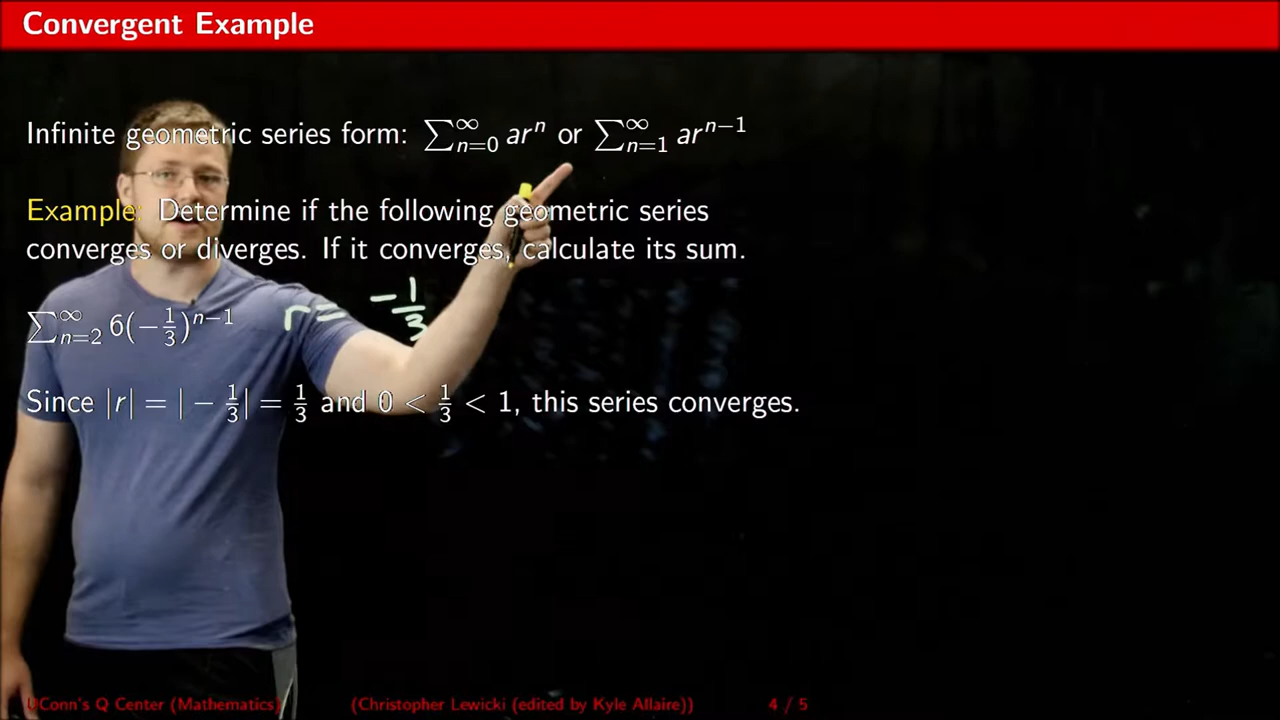 Convergent Example
Infinite geometric series form: ∑_{n=0}^{∞} ar^n or ∑_{n=1}^{∞} ar^{n−1}
Example: Determine if the following geometric series
converges or diverges. If it converges, calculate its sum.
∑_{n=2}^{∞} 6(−1/3)^{n−1} r = −1/3
Since |r| = |− 1/3| = 1/3 and 0 < 1/3 < 1, this series converges.
UConn's Q Center (Mathematics) (Christopher Lewicki (edited by Kyle Allaire)) 4 / 5